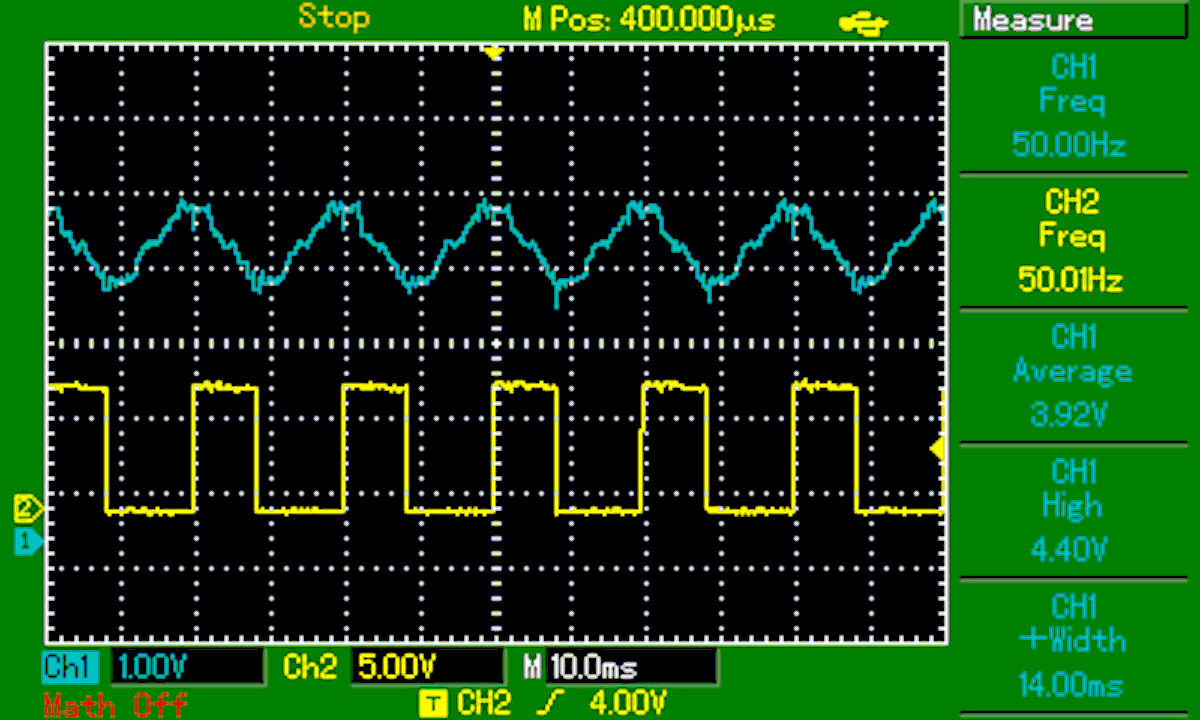 Stop M Pos: 400.000μs
Measure
CH1
Freq
50.00Hz
CH2
Freq
50.01Hz
CH1
Average
3.92V
CH1
High
4.40V
CH1
+Width
14.00ms
2
1
Ch1 1.00V Ch2 5.00V M 10.0ms
Math Off T CH2 4.00V